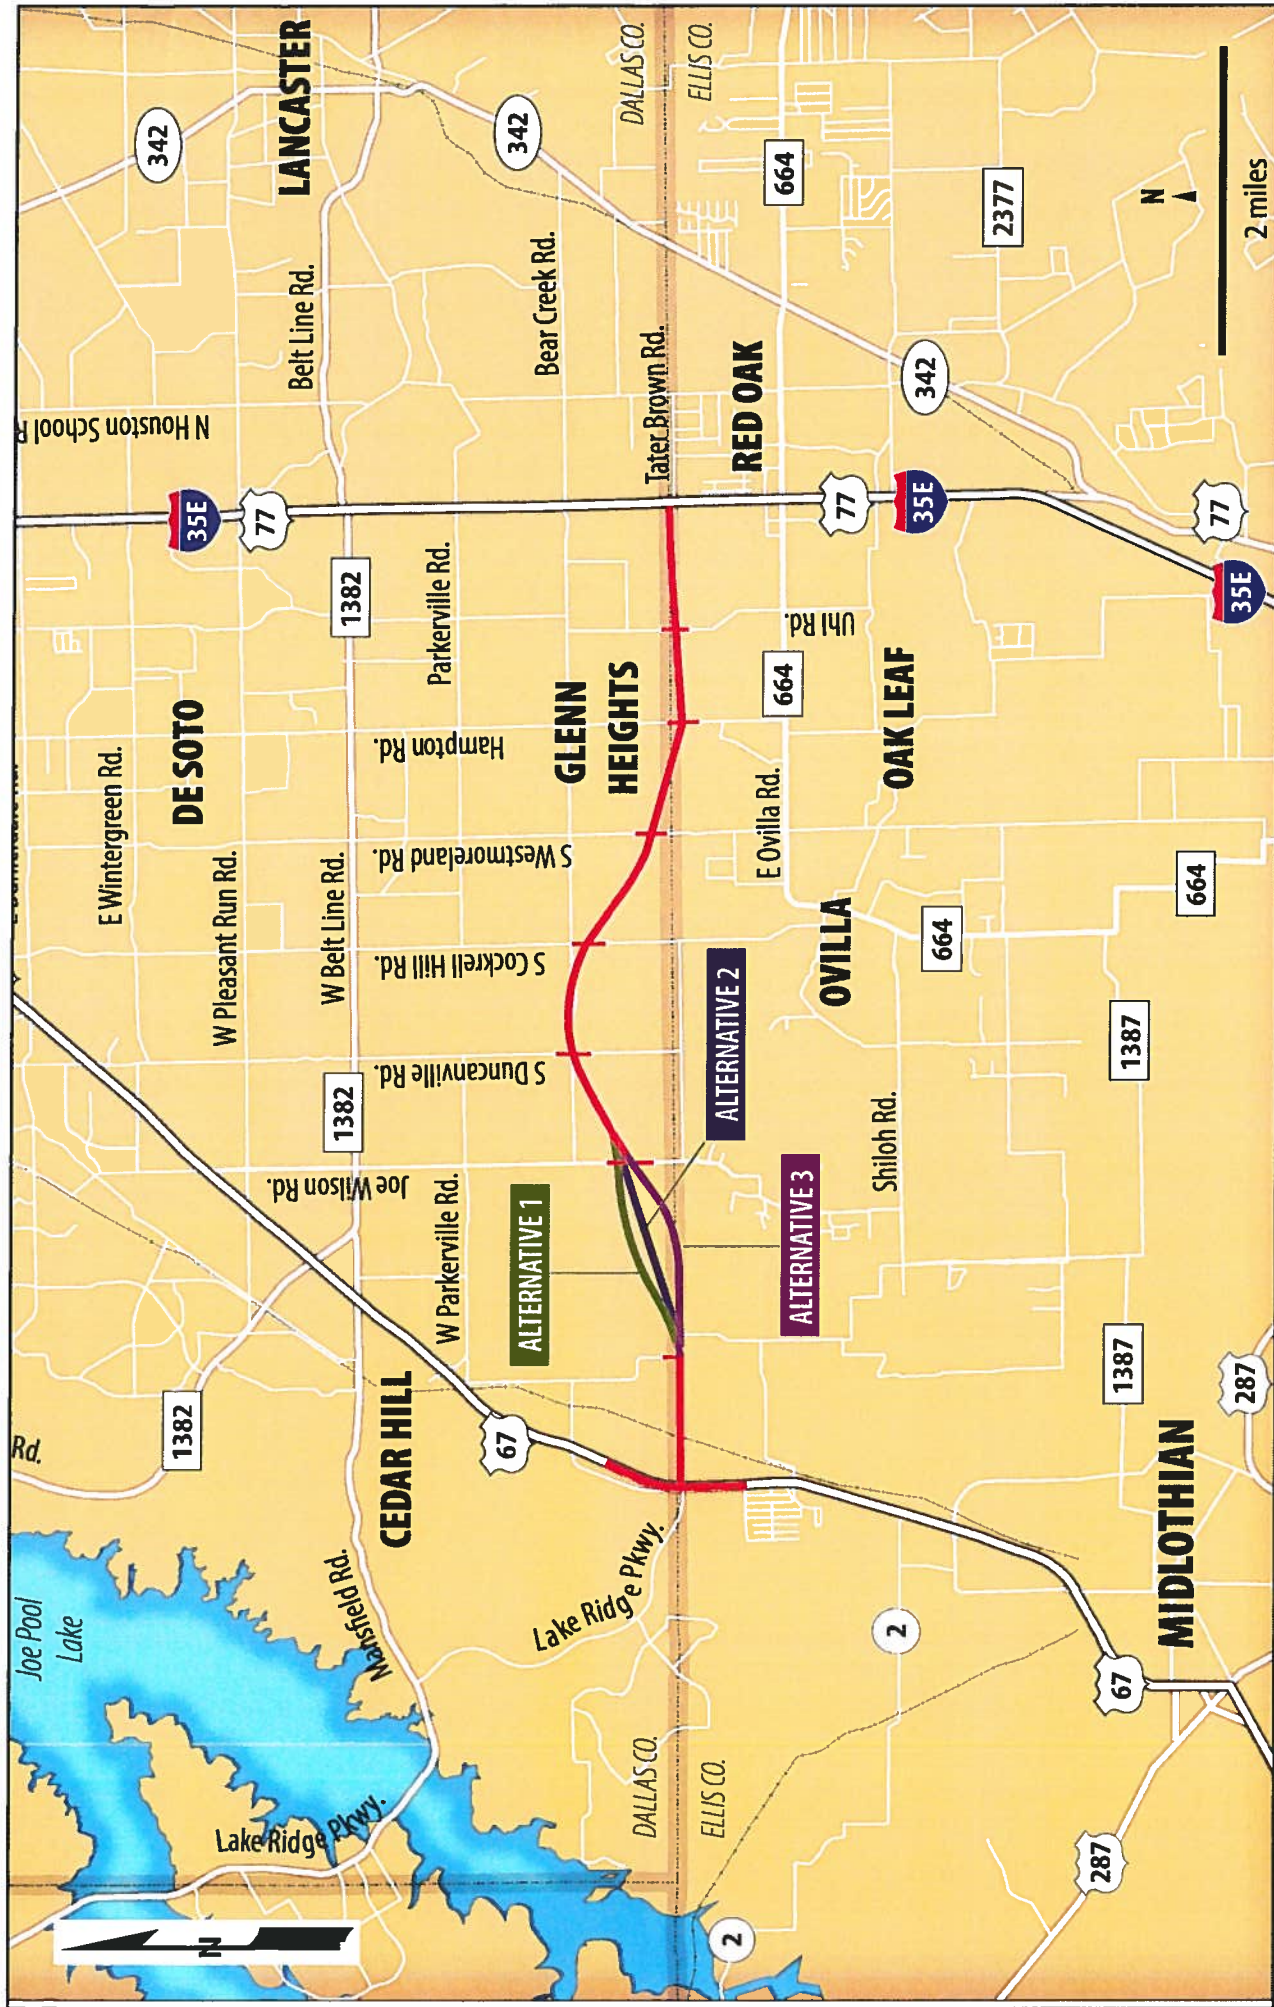 Joe Pool
Lake
Rd.
1382
E Wintergreen Rd.
DE SOTO
W Pleasant Run Rd.
35E
77
N Houston School R
342
LANCASTER
Belt Line Rd.
W Belt Line Rd.
1382
1382
Joe Wilson Rd.
Mansfield Rd.
Lake Ridge Pkwy.
CEDAR HILL
W Parkerville Rd.
Parkerville Rd.
Hampton Rd.
S Westmoreland Rd.
S Cockrell Hill Rd.
S Duncanville Rd.
67
342
Bear Creek Rd.
GLENN
HEIGHTS
ALTERNATIVE 1
Lake Ridge Pkwy.
DALLAS CO.
ELLIS CO.
DALLAS CO.
ELLIS CO.
Tater Brown Rd.
ALTERNATIVE 2
ALTERNATIVE 3
RED OAK
664
664
E Ovilla Rd.
Uhl Rd.
OVILLA
OAK LEAF
77
35E
342
664
Shiloh Rd.
2
2
2377
1387
1387
664
MIDLOTHIAN
67
287
287
77
35E
N
N
2 miles